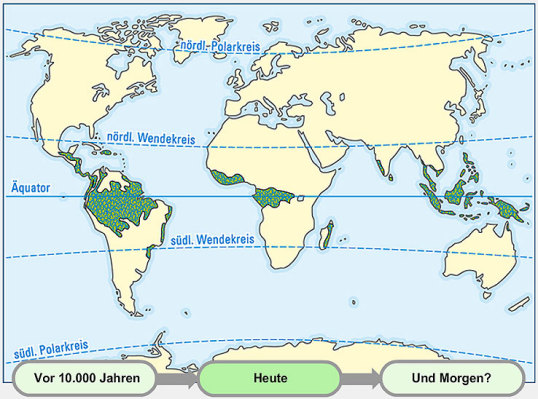 nördl. Polarkreis
nördl. Wendekreis
Äquator
südl. Wendekreis
südl. Polarkreis
Vor 10.000 Jahren
Heute
Und Morgen?